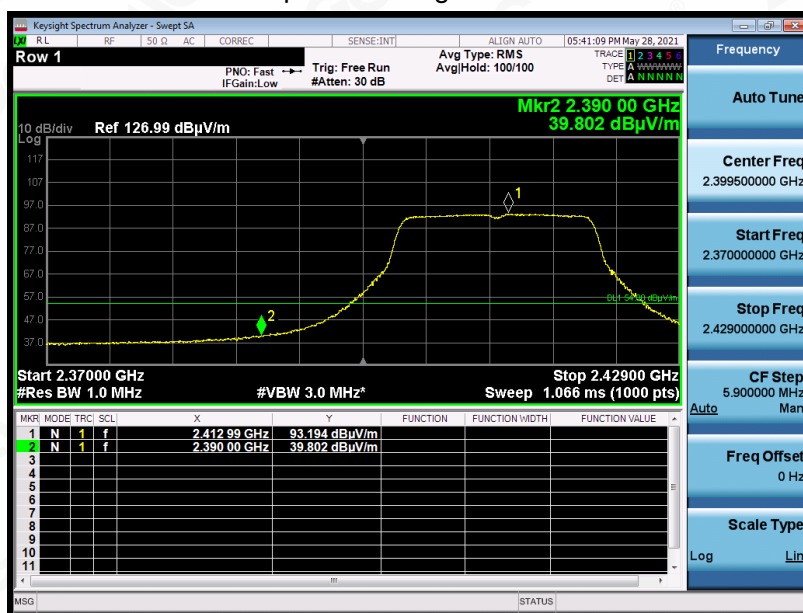 Keysight Spectrum Analyzer - Swept SA
LXI RL RF 50 Ω AC CORREC SENSE:INT ALIGN AUTO 05:41:09 PM May 28, 2021
Row 1
PNO: Fast
IFGain:Low
Trig: Free Run
#Atten: 30 dB
Avg Type: RMS
Avg|Hold: 100/100
TRACE 1 2 3 4 5 6
TYPE A WWWWW
DET A N N N N N
Mkr2 2.390 00 GHz
39.802 dBµV/m
10 dB/div Ref 126.99 dBµV/m
Log
117
107
97.0
87.0
77.0
67.0
57.0
47.0
37.0
1
2
Start 2.37000 GHz Stop 2.42900 GHz
#Res BW 1.0 MHz #VBW 3.0 MHz* Sweep 1.066 ms (1000 pts)
MKR MODE TRC SCL X Y FUNCTION FUNCTION WIDTH FUNCTION VALUE
1 N 1 f 2.412 99 GHz 93.194 dBµV/m
2 N 1 f 2.390 00 GHz 39.802 dBµV/m
3
4
5
6
7
8
9
10
11
MSG STATUS
Frequency
Auto Tune
Center Freq
2.399500000 GHz
Start Freq
2.370000000 GHz
Stop Freq
2.429000000 GHz
CF Step
5.900000 MHz
Auto Man
Freq Offset
0 Hz
Scale Type
Log Lin